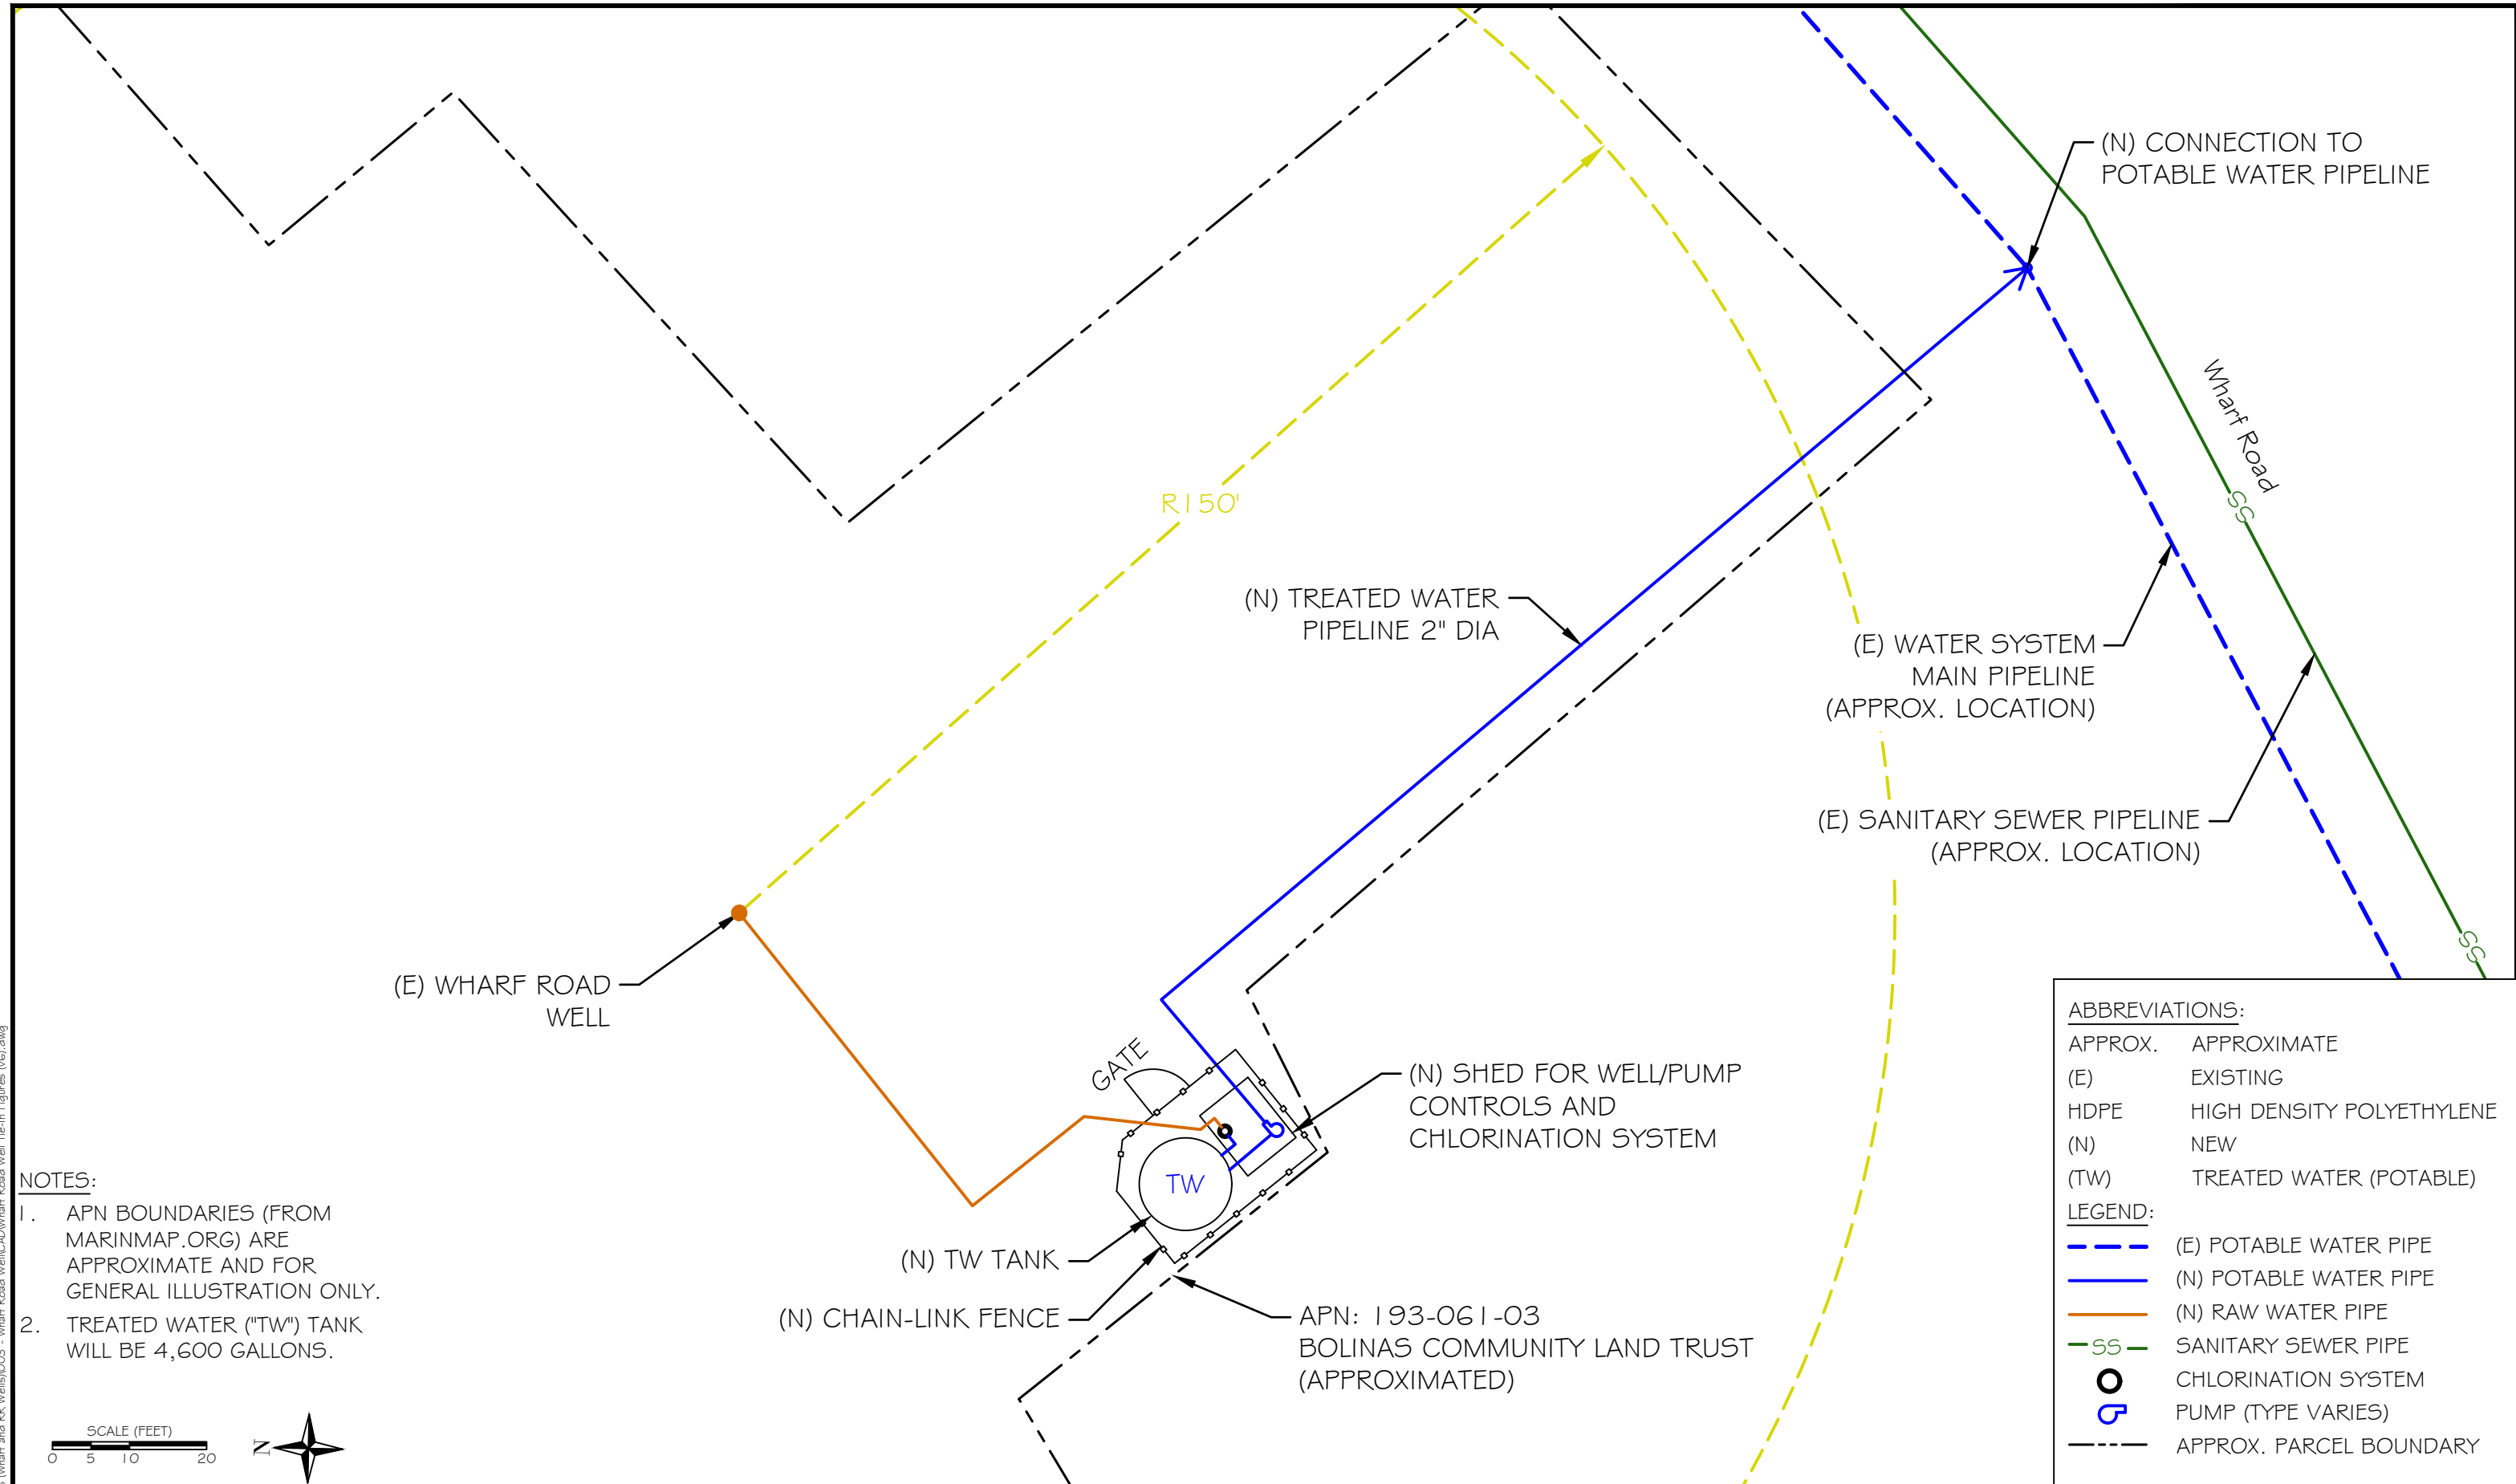 (N) CONNECTION TO
POTABLE WATER PIPELINE
Wharf Road
R150'
SS
(N) TREATED WATER
PIPELINE 2" DIA
(E) WATER SYSTEM
MAIN PIPELINE
(APPROX. LOCATION)
(E) SANITARY SEWER PIPELINE
(APPROX. LOCATION)
SS
(E) WHARF ROAD
WELL
GATE
(N) SHED FOR WELL/PUMP
CONTROLS AND
CHLORINATION SYSTEM
TW
(N) TW TANK
(N) CHAIN-LINK FENCE
APN: 193-061-03
BOLINAS COMMUNITY LAND TRUST
(APPROXIMATED)
NOTES:
1. APN BOUNDARIES (FROM
MARINMAP.ORG) ARE
APPROXIMATE AND FOR
GENERAL ILLUSTRATION ONLY.
2. TREATED WATER ("TW") TANK
WILL BE 4,600 GALLONS.
SCALE (FEET)
0 5 10 20
N
ABBREVIATIONS:
APPROX. APPROXIMATE
(E) EXISTING
HDPE HIGH DENSITY POLYETHYLENE
(N) NEW
(TW) TREATED WATER (POTABLE)
LEGEND:
(E) POTABLE WATER PIPE
(N) POTABLE WATER PIPE
(N) RAW WATER PIPE
SS SANITARY SEWER PIPE
CHLORINATION SYSTEM
PUMP (TYPE VARIES)
APPROX. PARCEL BOUNDARY